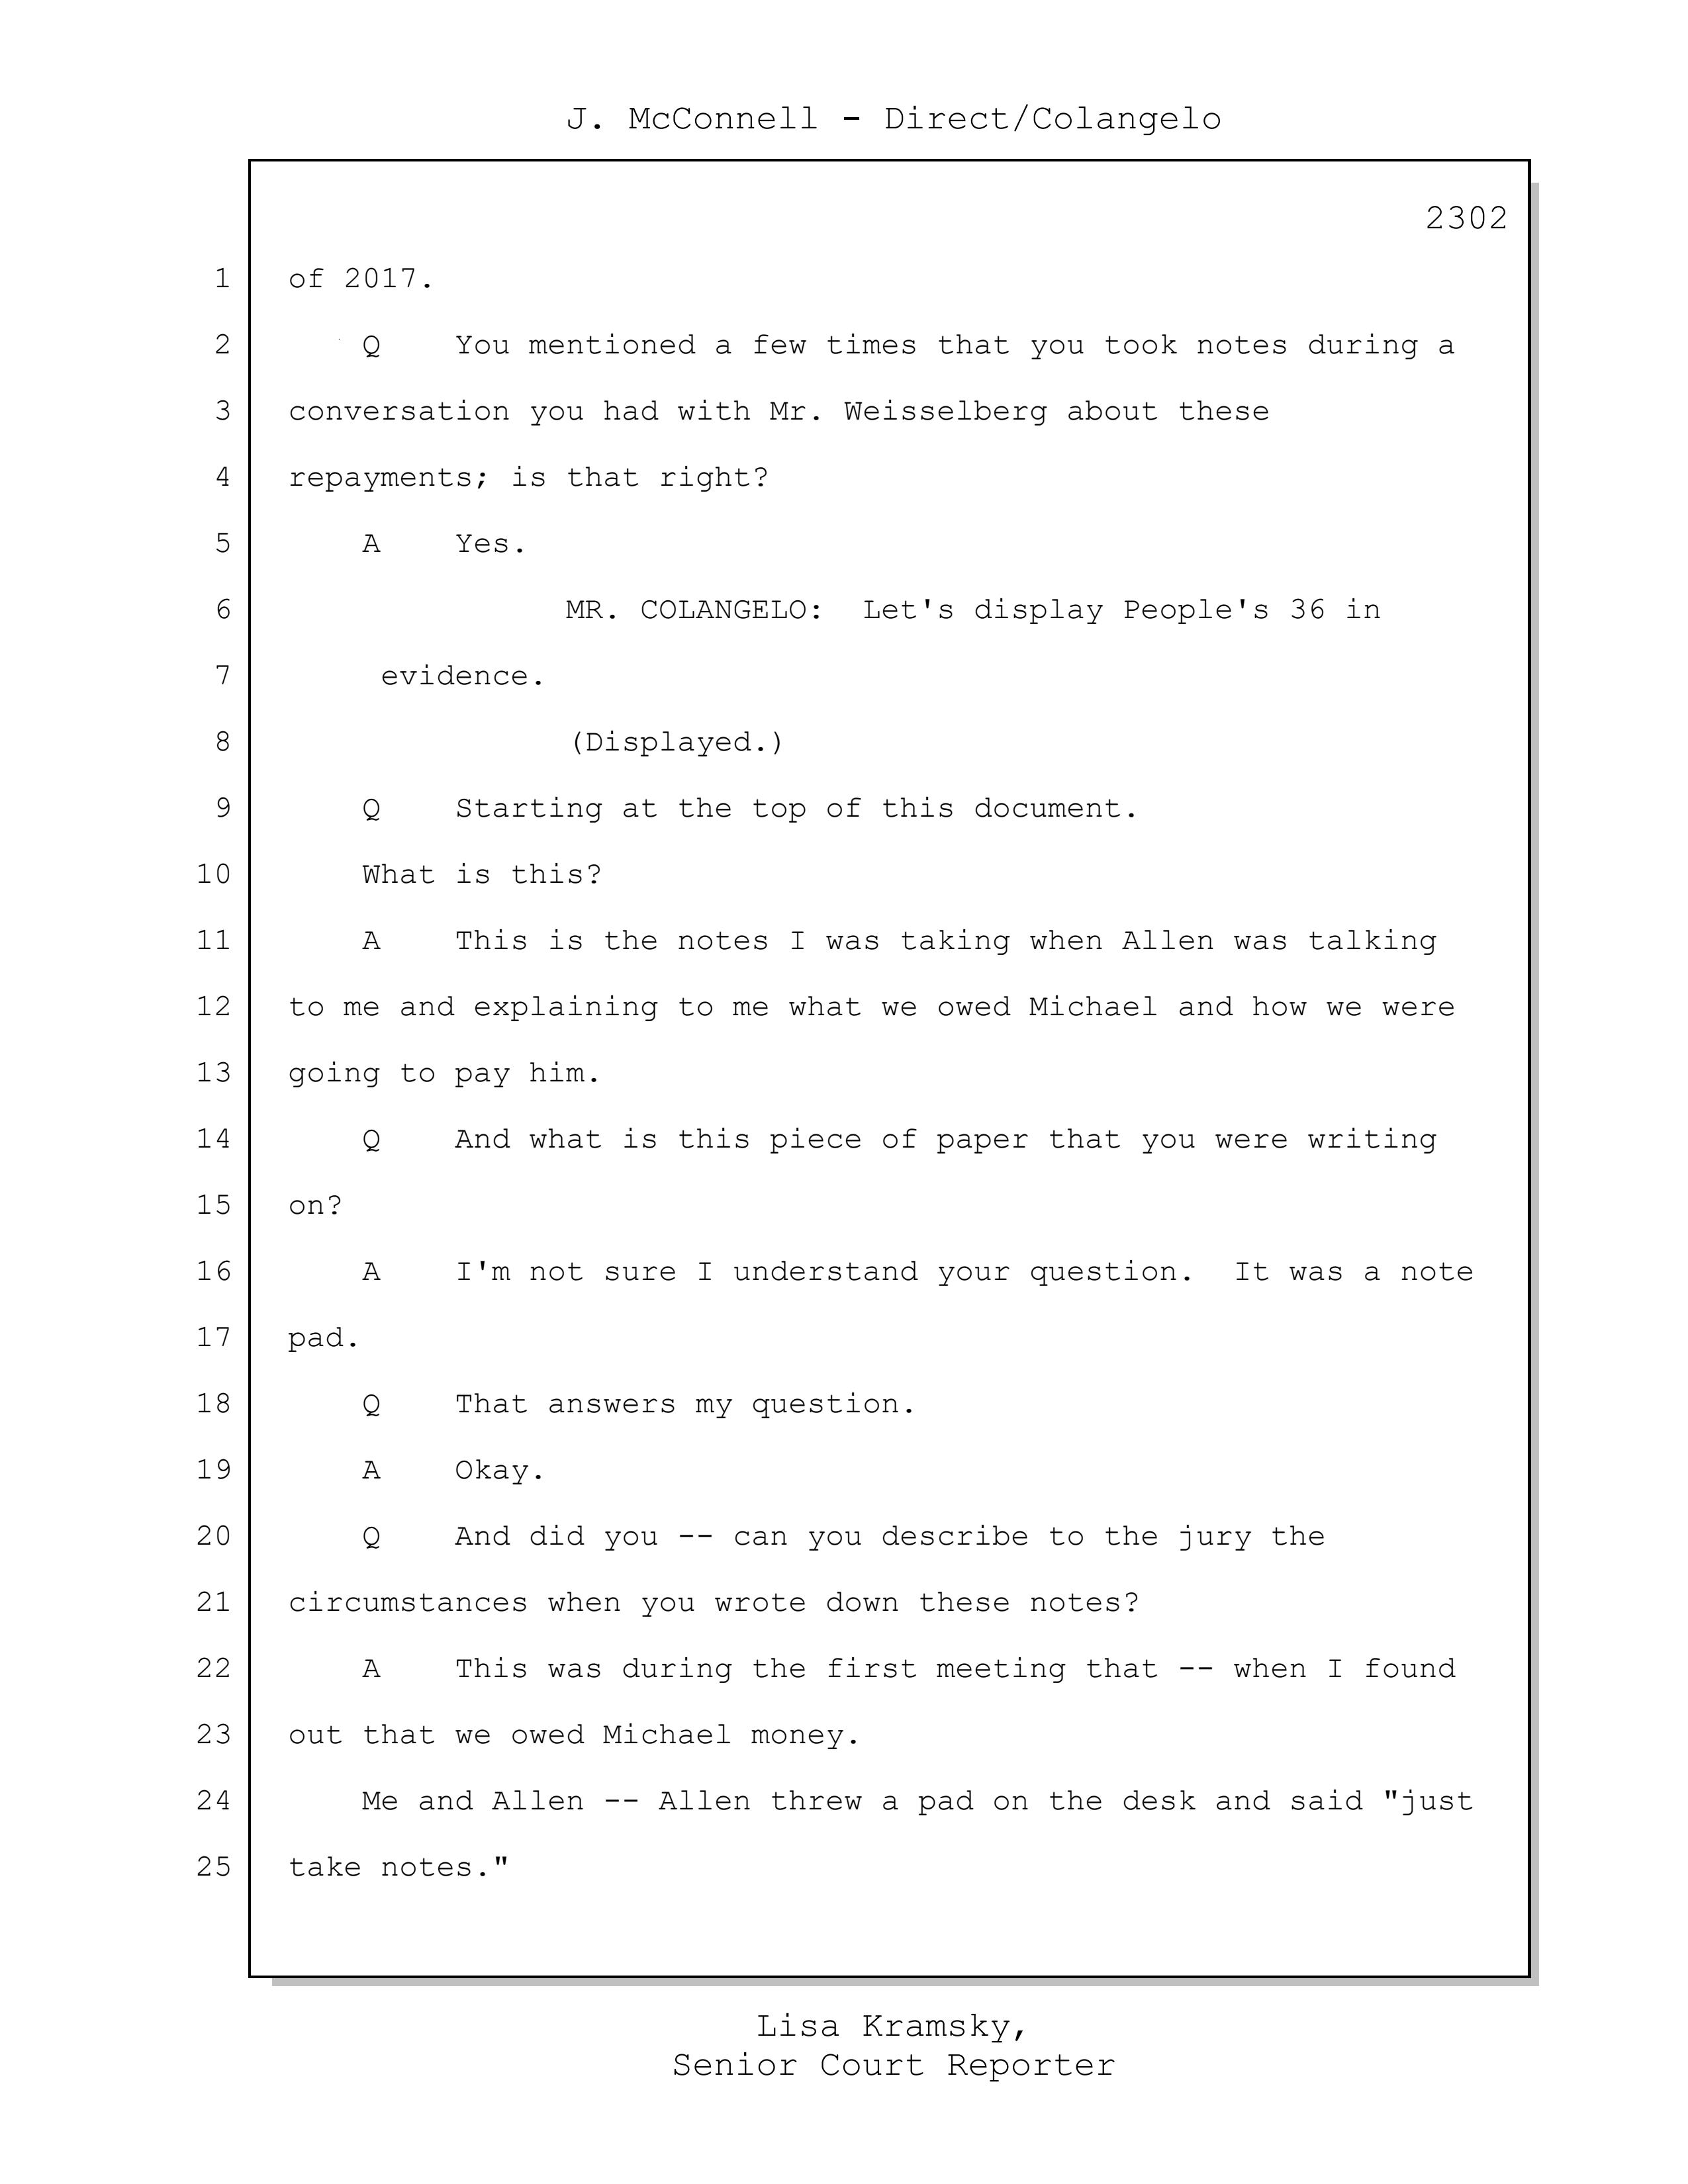 J. McConnell - Direct/Colangelo
2302
1 of 2017.
2 Q You mentioned a few times that you took notes during a
3 conversation you had with Mr. Weisselberg about these
4 repayments; is that right?
5 A Yes.
6 MR. COLANGELO: Let's display People's 36 in
7 evidence.
8 (Displayed.)
9 Q Starting at the top of this document.
10 What is this?
11 A This is the notes I was taking when Allen was talking
12 to me and explaining to me what we owed Michael and how we were
13 going to pay him.
14 Q And what is this piece of paper that you were writing
15 on?
16 A I'm not sure I understand your question. It was a note
17 pad.
18 Q That answers my question.
19 A Okay.
20 Q And did you -- can you describe to the jury the
21 circumstances when you wrote down these notes?
22 A This was during the first meeting that -- when I found
23 out that we owed Michael money.
24 Me and Allen -- Allen threw a pad on the desk and said "just
25 take notes."
Lisa Kramsky,
Senior Court Reporter